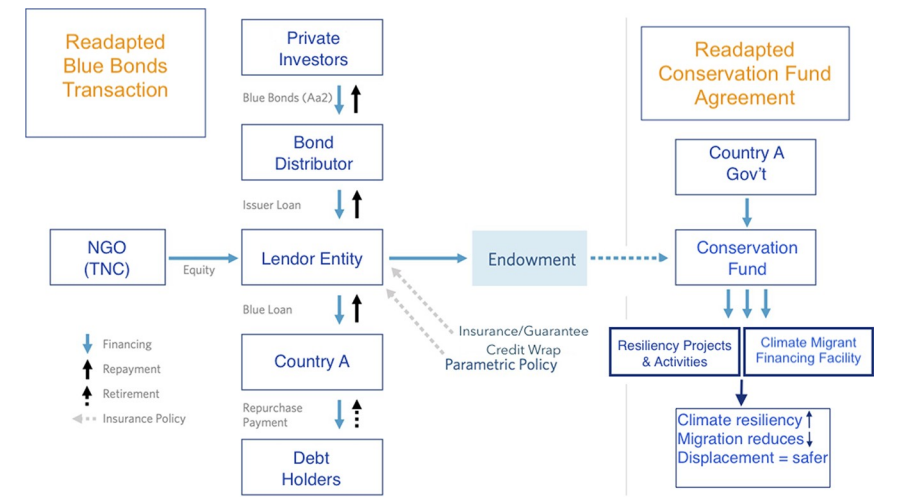 Readapted
Blue Bonds
Transaction
Private
Investors
Blue Bonds (Aa2)
Bond
Distributor
Issuer Loan
NGO
(TNC)
Equity
Lendor Entity
Endowment
Blue Loan
Insurance/Guarantee
Credit Wrap
Parametric Policy
Country A
Repurchase
Payment
Debt
Holders
Financing
Repayment
Retirement
Insurance Policy
Readapted
Conservation Fund
Agreement
Country A
Gov't
Conservation
Fund
Resiliency Projects
& Activities
Climate Migrant
Financing Facility
Climate resiliency
Migration reduces
Displacement = safer